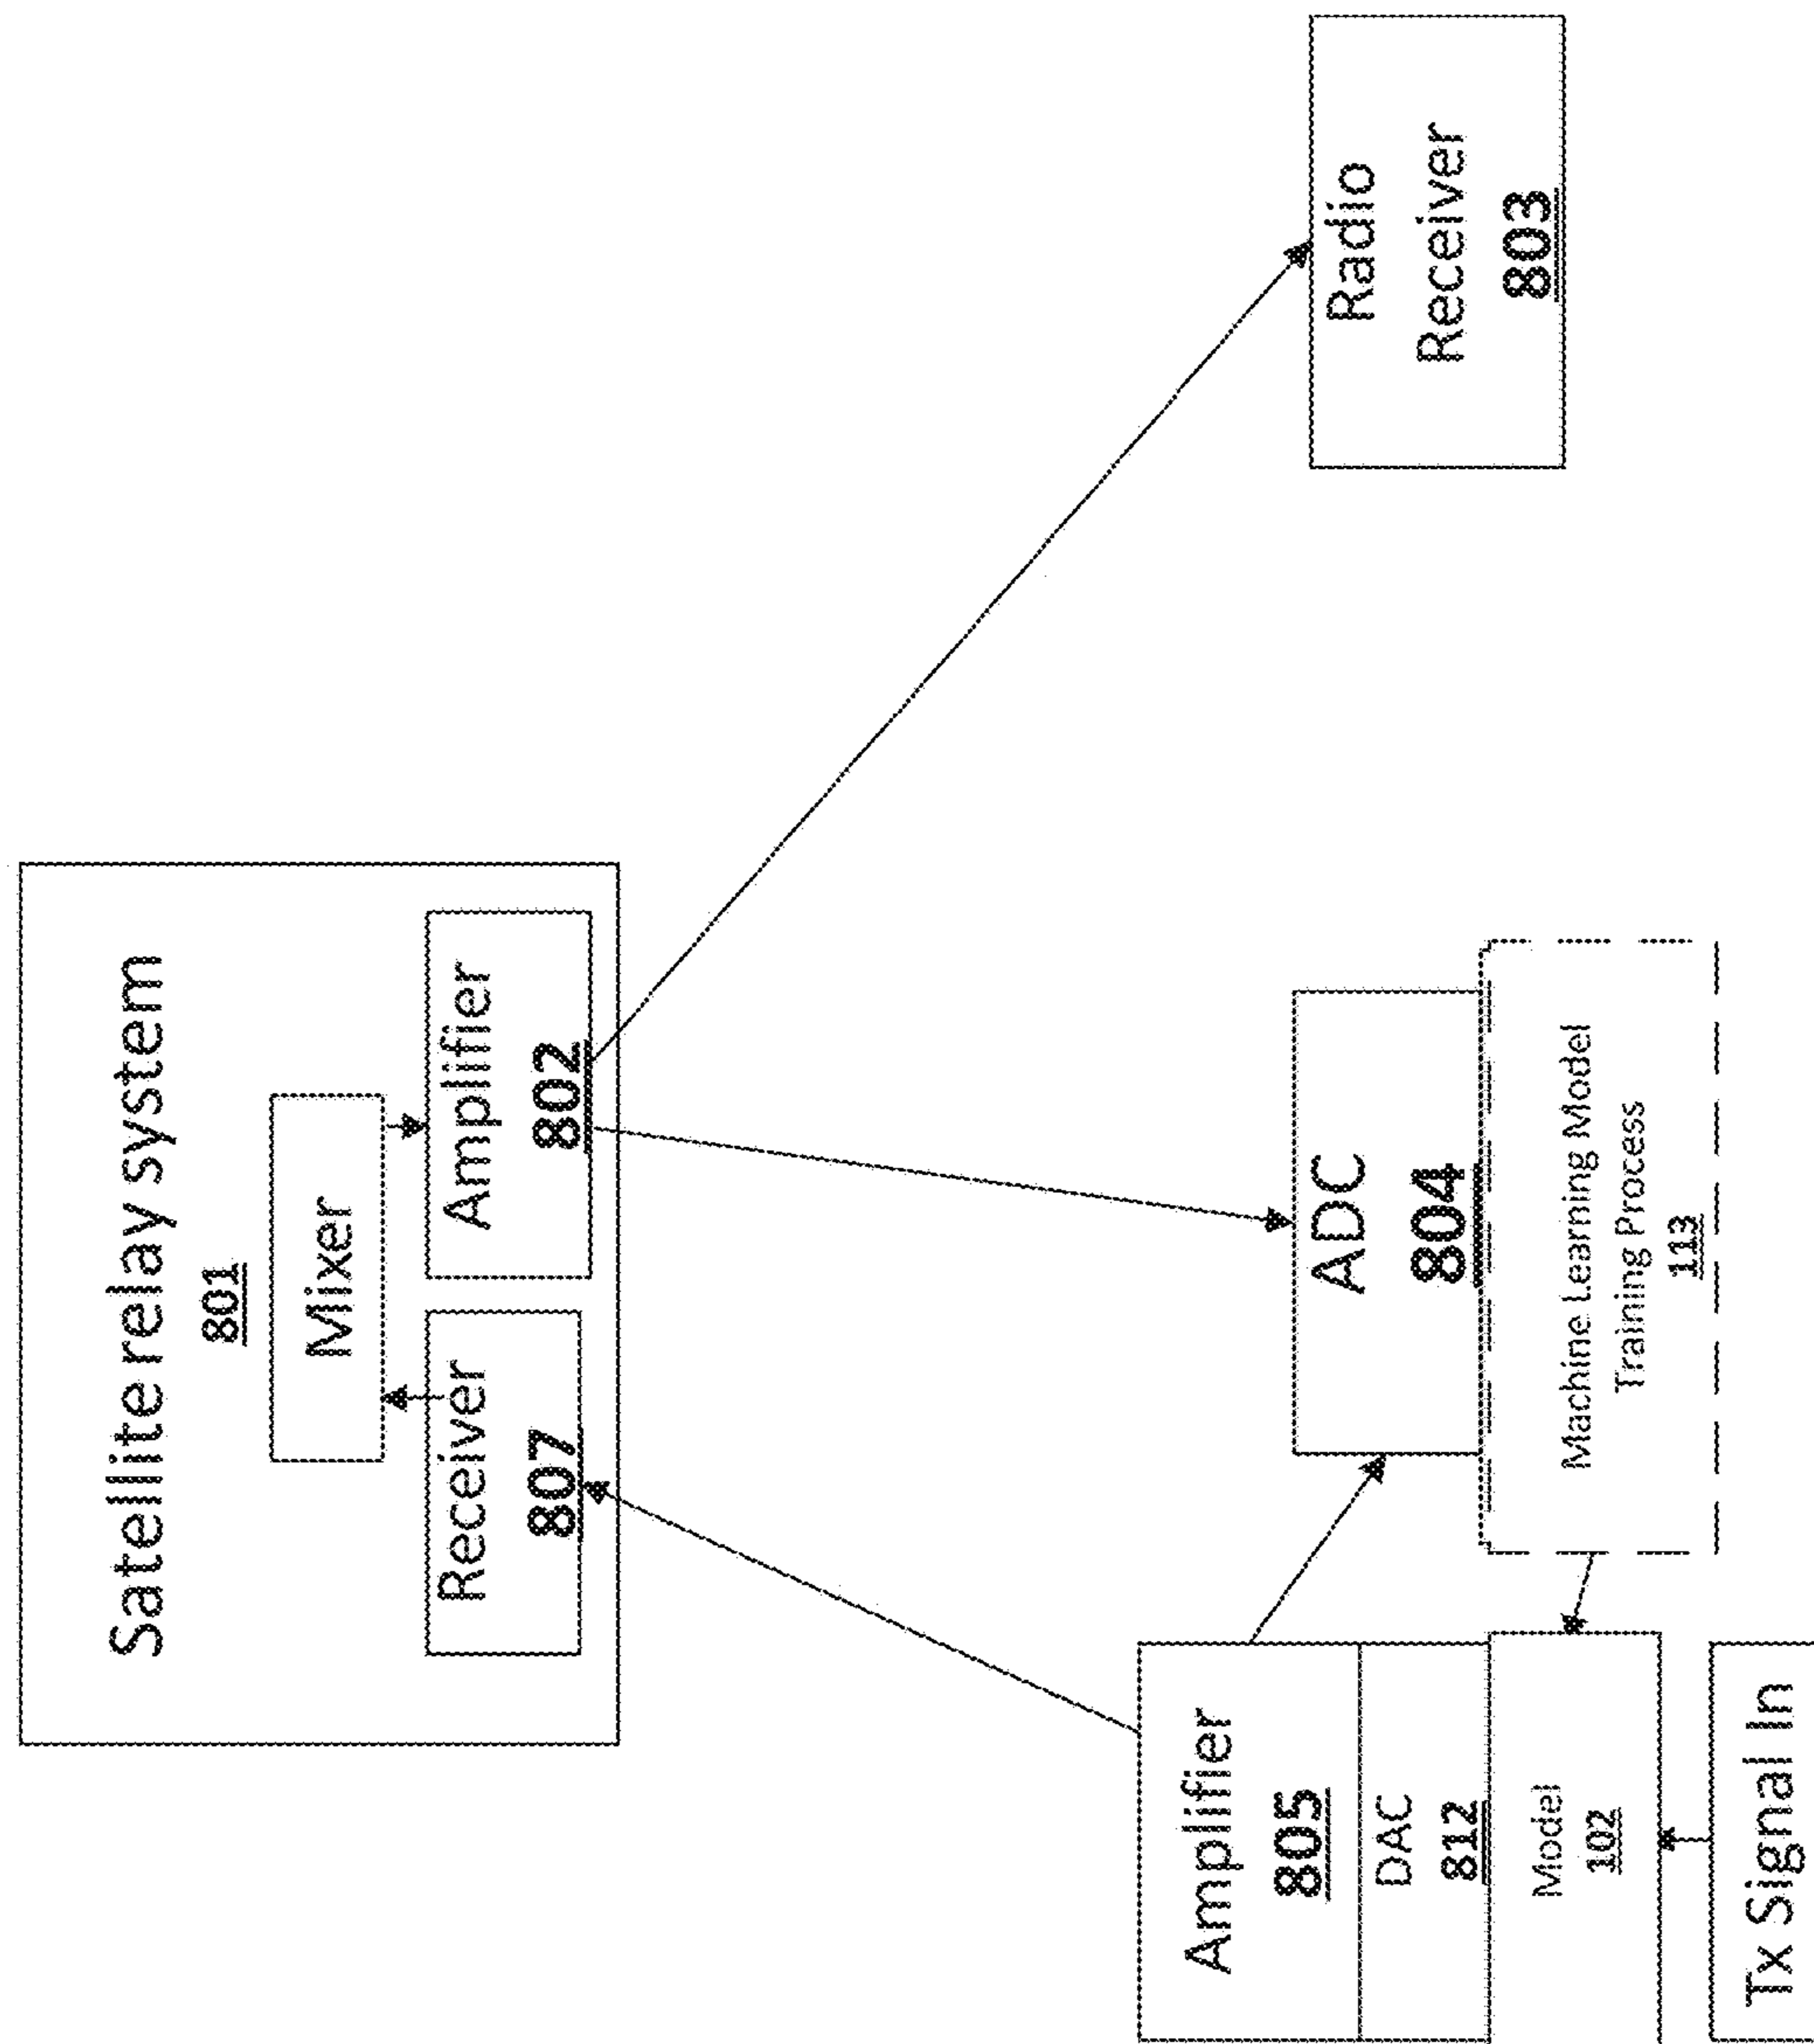 Satellite relay system
801
Mixer
Receiver
807
Amplifier
802
Amplifier
805
DAC
812
Model
102
Tx Signal In
ADC
804
Machine Learning Model
Training Process
113
Radio
Receiver
803